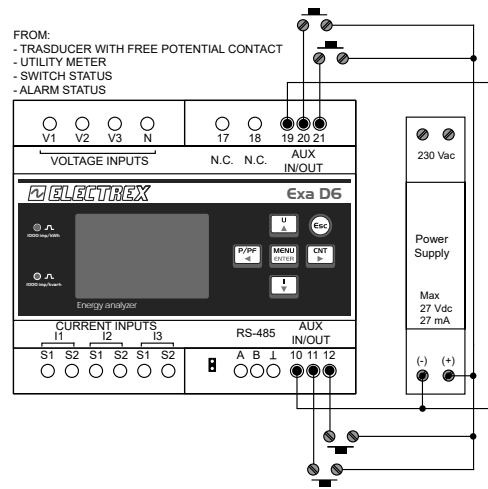 FROM:
- TRASDUCER WITH FREE POTENTIAL CONTACT
- UTILITY METER
- SWITCH STATUS
- ALARM STATUS
V1 V2 V3 N 17 18 19 20 21
VOLTAGE INPUTS N.C. N.C. AUX
IN/OUT
230 Vac
ELECTREX Exa D6
U
Esc
1000 imp/kWh
P/PF MENU CNT
ENTER
1000 imp/kvarh
I
Energy analyzer
Power
Supply
Max
27 Vdc
27 mA
CURRENT INPUTS RS-485 AUX
IN/OUT
I1 I2 I3
S1 S2 S1 S2 S1 S2 A B ⊥ 10 11 12
(-) (+)